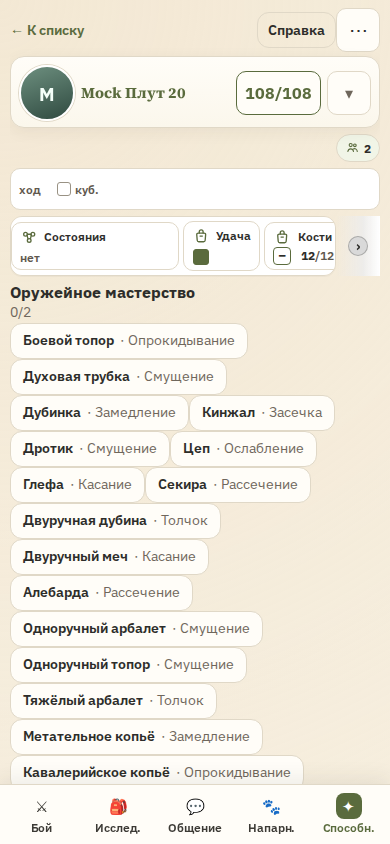 ← К списку
Справка
...
M
Mock Плут 20
108/108
▾
2
ход
куб.
Состояния
нет
Удача
Кости
−
12/12
›
Оружейное мастерство
0/2
Боевой топор · Опрокидывание
Духовая трубка · Смущение
Дубинка · Замедление Кинжал · Засечка
Дротик · Смущение Цеп · Ослабление
Глефа · Касание Секира · Рассечение
Двуручная дубина · Толчок
Двуручный меч · Касание
Алебарда · Рассечение
Одноручный арбалет · Смущение
Одноручный топор · Смущение
Тяжёлый арбалет · Толчок
Метательное копьё · Замедление
Кавалерийское копьё · Опрокидывание
Бой Исслед. Общение Напарн. Способн.